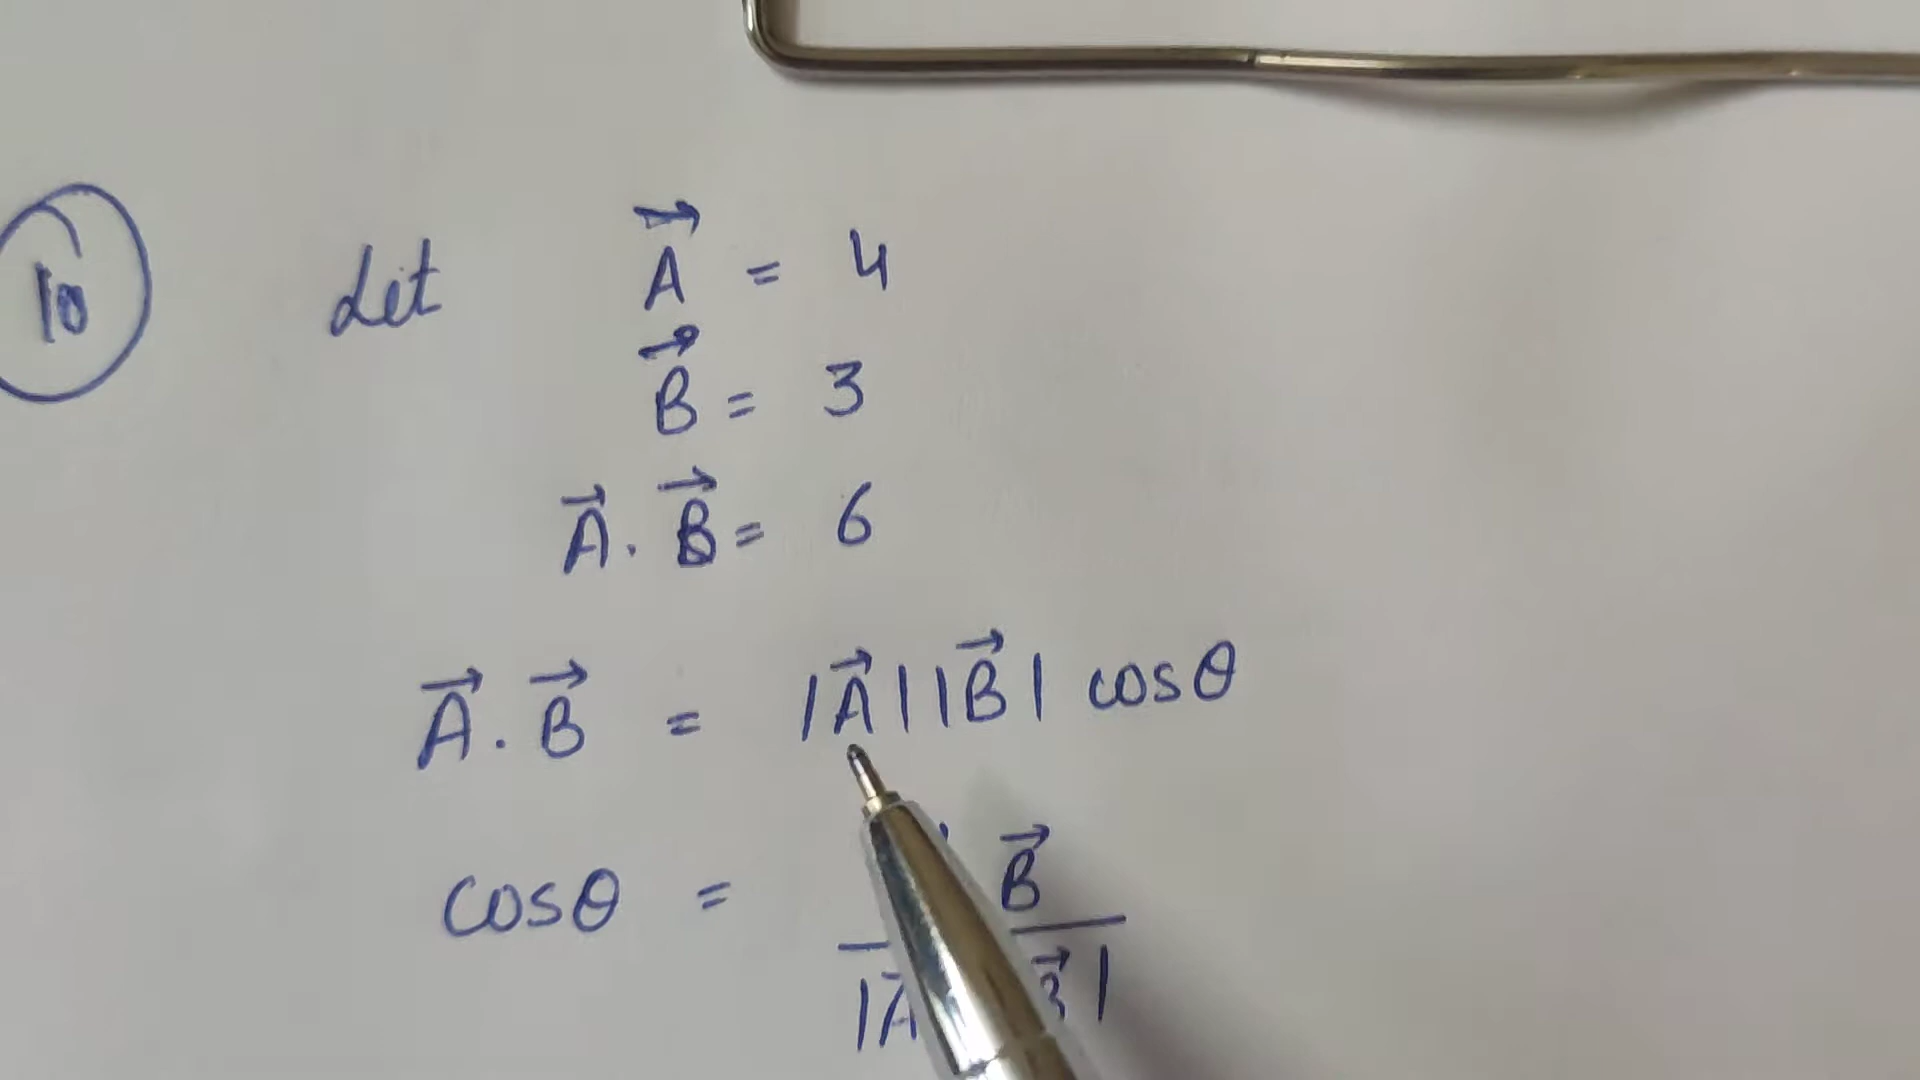 10 Let A⃗ = 4
B⃗ = 3
A⃗ . B⃗ = 6
A⃗ . B⃗ = |A⃗| |B⃗| cosθ
cosθ = B⃗
|A B⃗|